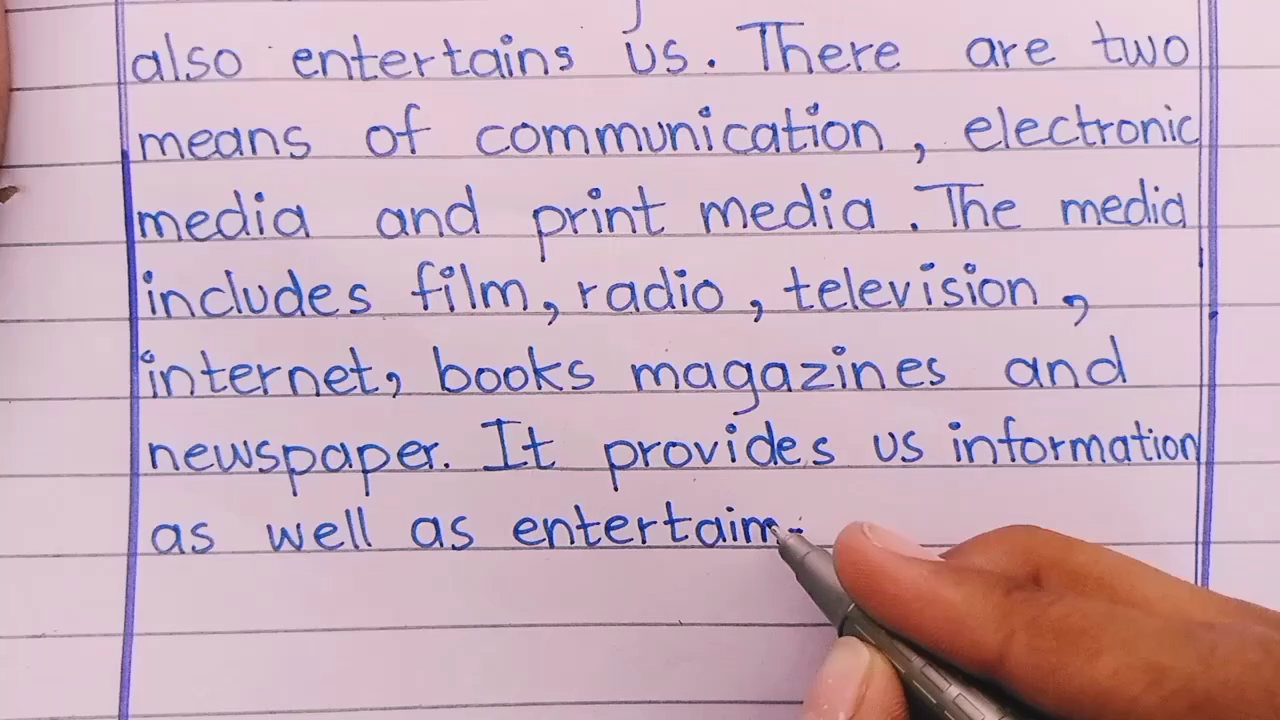 also entertains us. There are two
means of communication, electronic
media and print media. The media
includes film, radio, television,
internet, books magazines and
newspaper. It provides us information
as well as entertaim